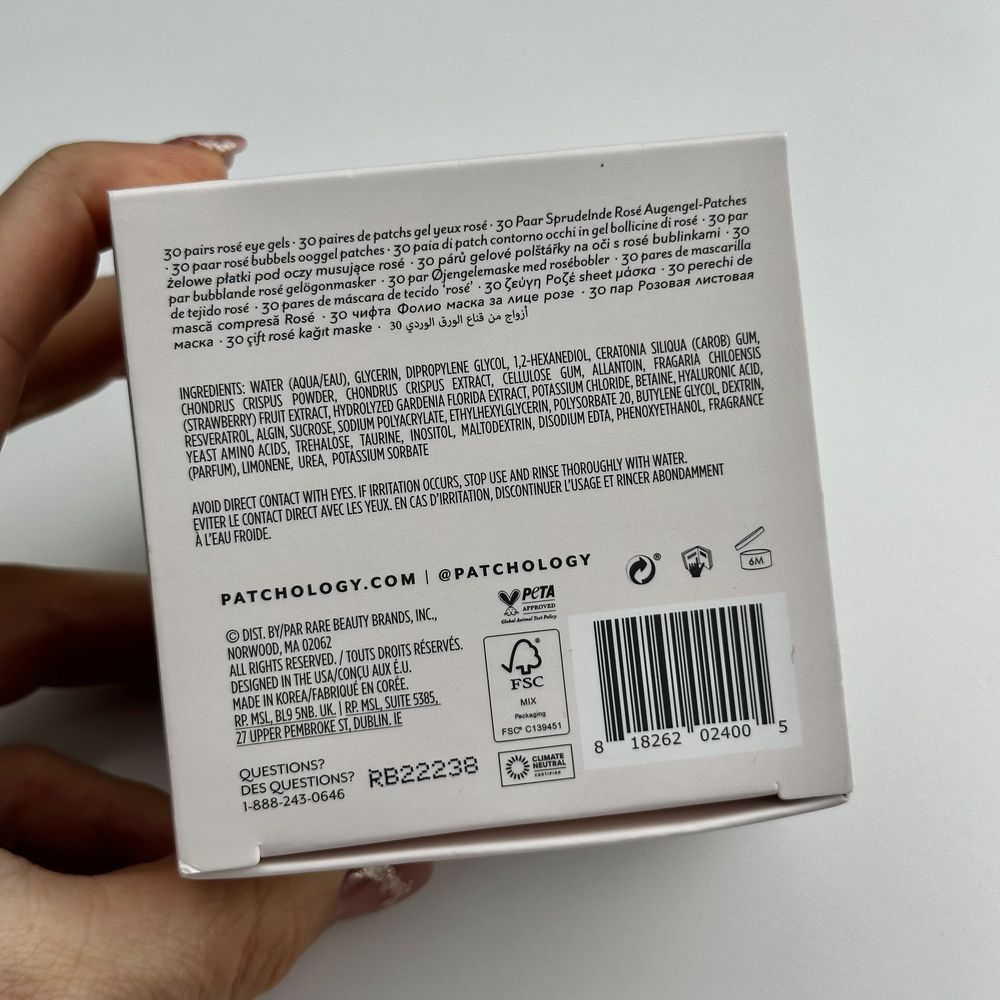 30 pairs rosé eye gels · 30 paires de patchs gel yeux rosé · 30 Paar Sprudelnde Rosé Augengel-Patches
· 30 paar rosé bubbels ooggel patches · 30 paia di patch contorno occhi in gel bollicine di rosé · 30 par
żelowe płatki pod oczy musujące rosé · 30 párů gelové polštářky na oči s rosé bublinkami · 30
par bubblande rosé gelögonmasker · 30 par Øjengelemaske med rosébobler · 30 pares de mascarilla
de tejido rosé · 30 pares de máscara de tecido 'rosé' · 30 ζεύγη Ροζέ sheet μάσκα · 30 perechi de
mască compresă Rosé · 30 чифта Фолио маска за лице розе · 30 пар Розовая листовая
маска · 30 çift rosé kağıt maske · 30 أزواج من قناع الورق الوردي
INGREDIENTS: WATER (AQUA/EAU), GLYCERIN, DIPROPYLENE GLYCOL, 1,2-HEXANEDIOL, CERATONIA SILIQUA (CAROB) GUM,
CHONDRUS CRISPUS POWDER, CHONDRUS CRISPUS EXTRACT, CELLULOSE GUM, ALLANTOIN, FRAGARIA CHILOENSIS
(STRAWBERRY) FRUIT EXTRACT, HYDROLYZED GARDENIA FLORIDA EXTRACT, POTASSIUM CHLORIDE, BETAINE, HYALURONIC ACID,
RESVERATROL, ALGIN, SUCROSE, SODIUM POLYACRYLATE, ETHYLHEXYLGLYCERIN, POLYSORBATE 20, BUTYLENE GLYCOL, DEXTRIN,
YEAST AMINO ACIDS, TREHALOSE, TAURINE, INOSITOL, MALTODEXTRIN, DISODIUM EDTA, PHENOXYETHANOL, FRAGRANCE
(PARFUM), LIMONENE, UREA, POTASSIUM SORBATE
AVOID DIRECT CONTACT WITH EYES. IF IRRITATION OCCURS, STOP USE AND RINSE THOROUGHLY WITH WATER.
EVITER LE CONTACT DIRECT AVEC LES YEUX. EN CAS D'IRRITATION, DISCONTINUER L'USAGE ET RINCER ABONDAMMENT
À L'EAU FROIDE.
PATCHOLOGY.COM | @PATCHOLOGY
®
6M
© DIST. BY/PAR RARE BEAUTY BRANDS, INC.,
NORWOOD, MA 02062
ALL RIGHTS RESERVED. / TOUTS DROITS RÉSERVÉS.
DESIGNED IN THE USA/CONÇU AUX É.U.
MADE IN KOREA/FABRIQUÉ EN CORÉE.
RP. MSL, BL9 5NB. UK. | RP. MSL, SUITE 5385,
27 UPPER PEMBROKE ST, DUBLIN. IE
QUESTIONS?
DES QUESTIONS?
1-888-243-0646
RB22238
PETA
APPROVED
Global Animal Test Policy
FSC
MIX
Packaging
FSC® C139451
CLIMATE
NEUTRAL
CERTIFIED
8 18262 02400 5